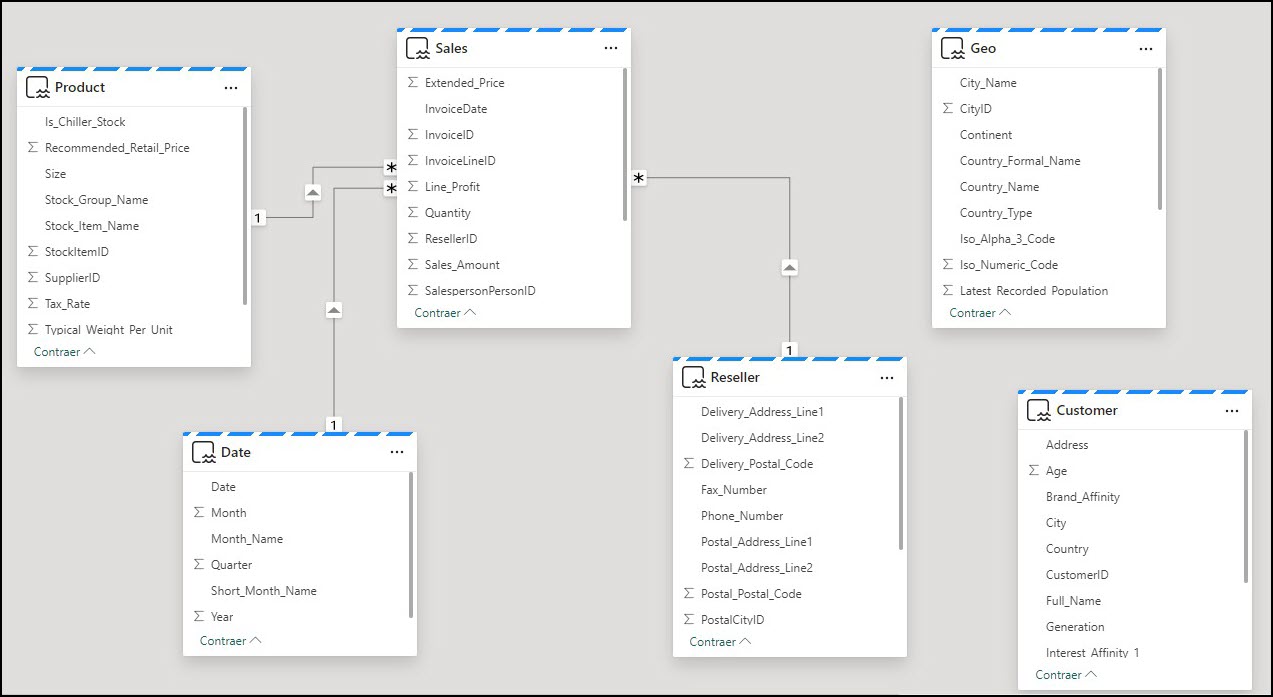 Product
Is_Chiller_Stock
Recommended_Retail_Price
Size
Stock_Group_Name
Stock_Item_Name
StockItemID
SupplierID
Tax_Rate
Typical_Weight_Per_Unit
Contraer
Sales
Extended_Price
InvoiceDate
InvoiceID
InvoiceLineID
Line_Profit
Quantity
ResellerID
Sales_Amount
SalespersonPersonID
Contraer
Geo
City_Name
CityID
Continent
Country_Formal_Name
Country_Name
Country_Type
Iso_Alpha_3_Code
Iso_Numeric_Code
Latest_Recorded_Population
Contraer
1
*
*
*
1
1
Date
Date
Month
Month_Name
Quarter
Short_Month_Name
Year
Contraer
Reseller
Delivery_Address_Line1
Delivery_Address_Line2
Delivery_Postal_Code
Fax_Number
Phone_Number
Postal_Address_Line1
Postal_Address_Line2
Postal_Postal_Code
PostalCityID
Contraer
Customer
Address
Age
Brand_Affinity
City
Country
CustomerID
Full_Name
Generation
Interest_Affinity_1
Contraer